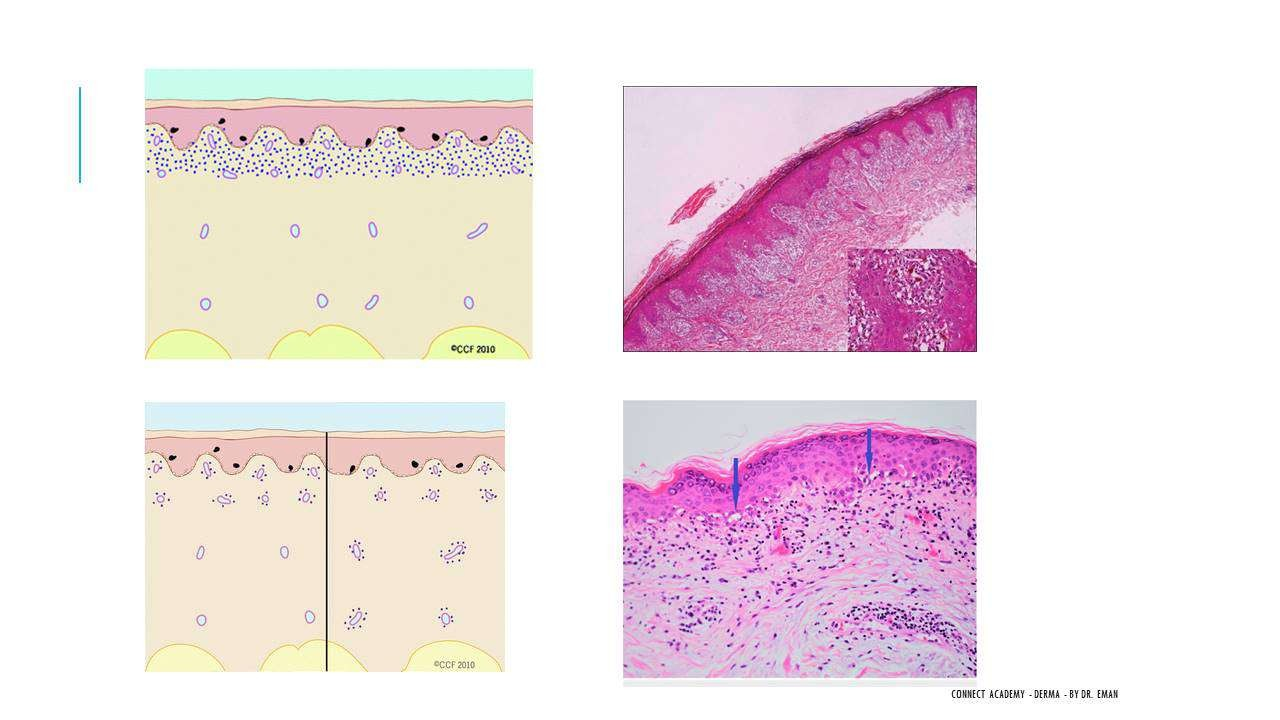 ©CCF 2010
©CCF 2010
CONNECT ACADEMY - DERMA - BY DR. EMAN